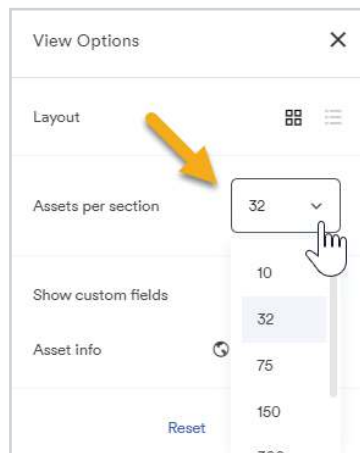 View Options
Layout
Assets per section
32
10
32
Show custom fields
Asset info
75
150
Reset